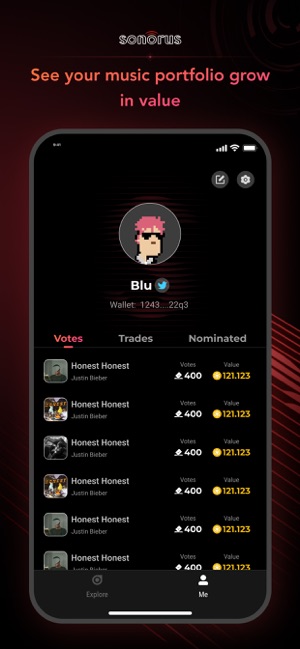 sonorus
See your music portfolio grow
in value
9:41
Blu
Wallet: 1243....22q3
Votes Trades Nominated
Honest Honest Votes Value
Justin Bieber 400 121.123
Honest Honest Votes Value
Justin Bieber 400 121.123
Honest Honest Votes Value
Justin Bieber 400 121.123
Honest Honest Votes Value
Justin Bieber 400 121.123
Honest Honest Votes Value
Justin Bieber 400 121.123
Honest Honest Votes Value
Justin Bieber 400 121.123
Explore Me